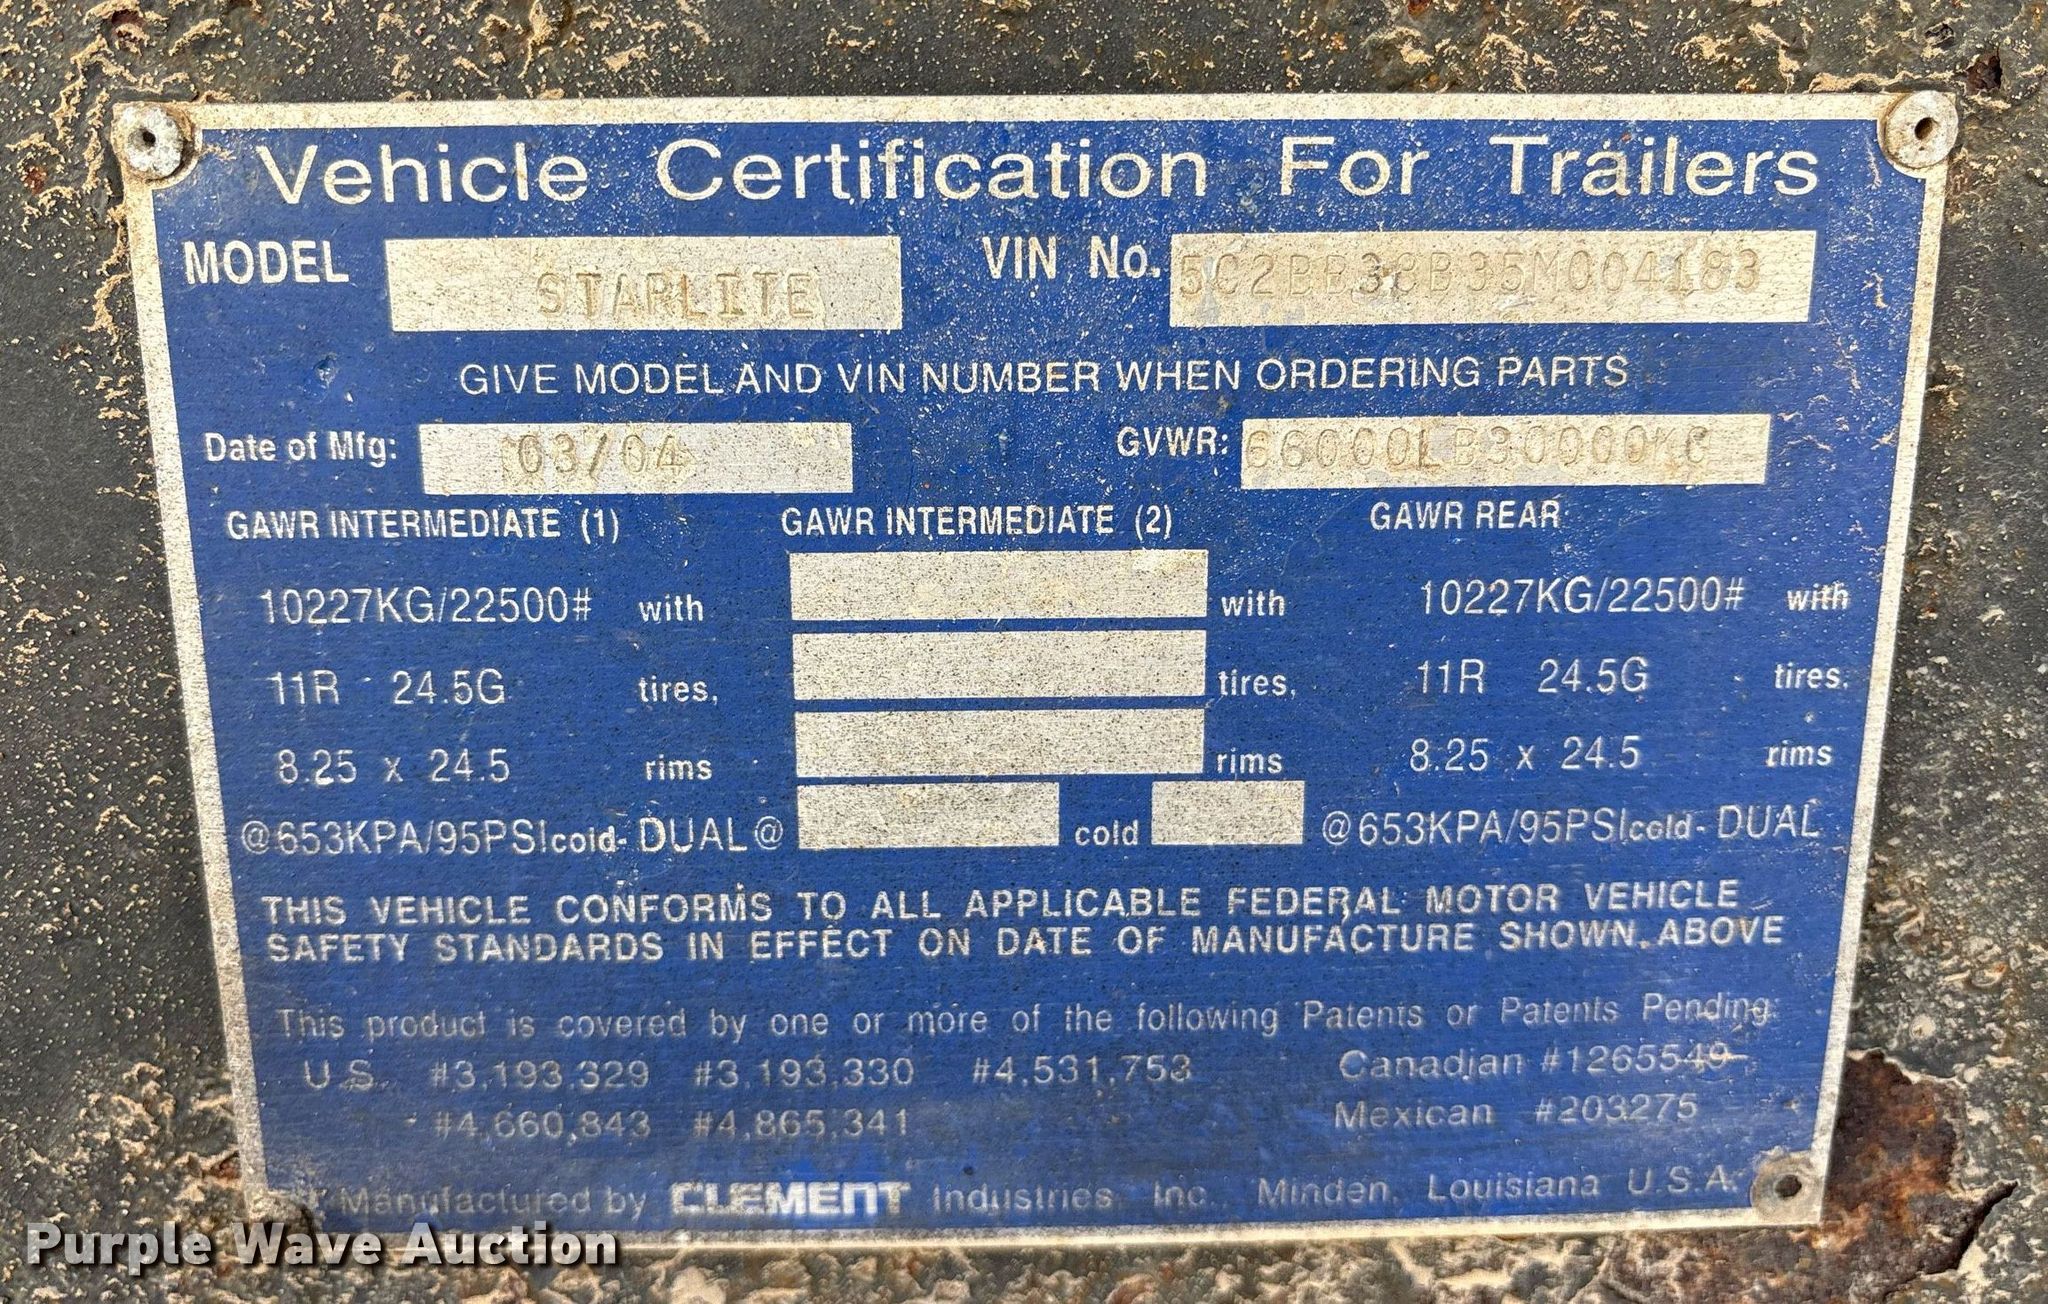 Vehicle Certification For Trailers
MODEL STARLITE VIN No. 5C2BB38B35M004183
GIVE MODEL AND VIN NUMBER WHEN ORDERING PARTS
Date of Mfg: 03/04 GVWR: 66000LB30000KG
GAWR INTERMEDIATE (1) GAWR INTERMEDIATE (2) GAWR REAR
10227KG/22500# with with 10227KG/22500# with
11R 24.5G tires, tires, 11R 24.5G tires,
8.25 x 24.5 rims rims 8.25 x 24.5 rims
@653KPA/95PSI cold- DUAL @ cold @653KPA/95PSI cold- DUAL
THIS VEHICLE CONFORMS TO ALL APPLICABLE FEDERAL MOTOR VEHICLE
SAFETY STANDARDS IN EFFECT ON DATE OF MANUFACTURE SHOWN ABOVE
This product is covered by one or more of the following Patents or Patents Pending:
U.S. #3,193,329 #3,193,330 #4,531,753 Canadian #1265549
#4,660,843 #4,865,341 Mexican #203275
Manufactured by CLEMENT Industries, Inc. Minden, Louisiana U.S.A.
Purple Wave Auction